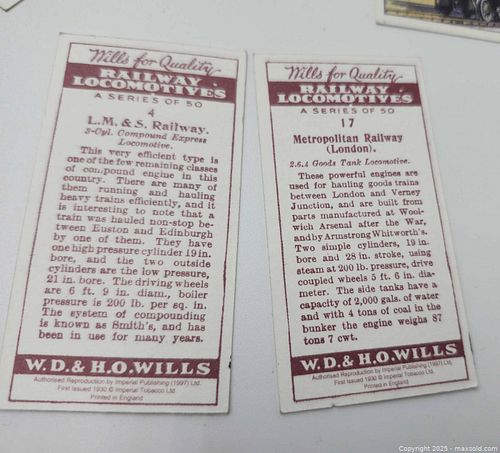 Wills for Quality
RAILWAY
LOCOMOTIVES
A SERIES OF 50
4
L.M. & S. Railway.
3-Cyl. Compound Express
Locomotive.
This very efficient type is
one of the few remaining classes
of compound engine in this
country. There are many of
them running and hauling
heavy trains efficiently, and it
is interesting to note that a
train was hauled non-stop be-
tween Euston and Edinburgh
by one of them. They have
one high pressure cylinder 19 in.
bore, and the two outside
cylinders are the low pressure,
21 in. bore. The driving wheels
are 6 ft. 9 in. diam., boiler
pressure is 200 lb. per sq. in.
The system of compounding
is known as Smith's, and has
been in use for many years.
W.D. & H.O. WILLS
Authorised Reproduction by Imperial Publishing (1997) Ltd.
First Issued 1930 © Imperial Tobacco Ltd.
Printed in England
Wills for Quality
RAILWAY
LOCOMOTIVES
A SERIES OF 50
17
Metropolitan Railway
(London).
2.6.4 Goods Tank Locomotive.
These powerful engines are
used for hauling goods trains
between London and Verney
Junction, and are built from
parts manufactured at Wool-
wich Arsenal after the War,
and by Armstrong Whitworth's.
Two simple cylinders, 19 in.
bore and 28 in. stroke, using
steam at 200 lb. pressure, drive
coupled wheels 5 ft. 6 in. dia-
meter. The side tanks have a
capacity of 2,000 gals. of water
and with 4 tons of coal in the
bunker the engine weighs 87
tons 7 cwt.
W.D. & H.O. WILLS
Authorised Reproduction by Imperial Publishing (1997) Ltd.
First Issued 1930 © Imperial Tobacco Ltd.
Printed in England
Copyright 2025 - maxsold.com